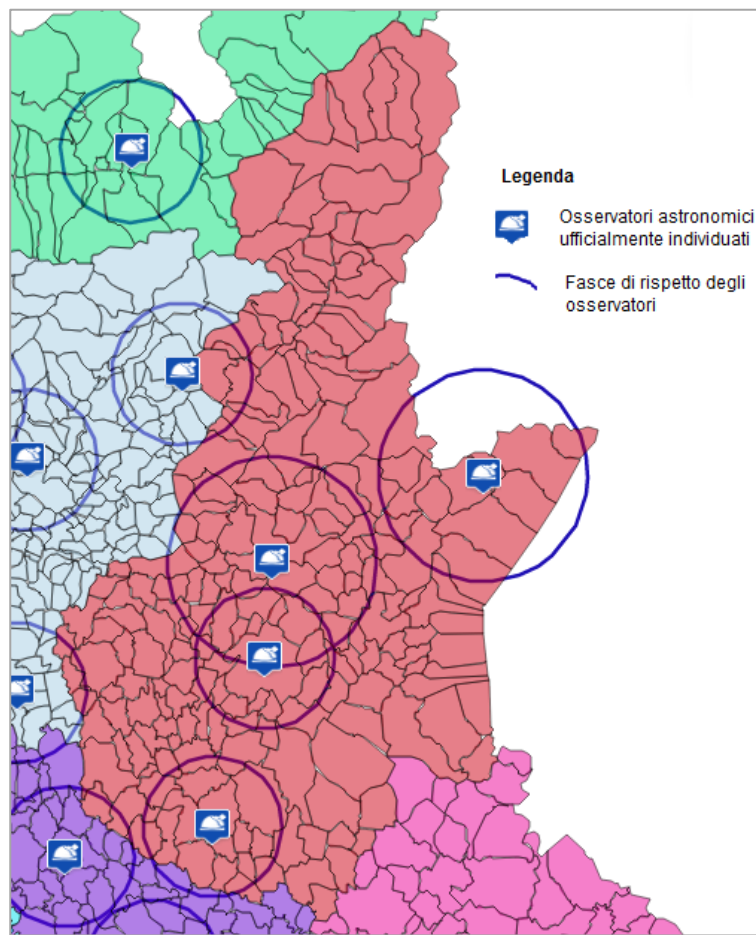 Legenda
Osservatori astronomici
ufficialmente individuati
Fasce di rispetto degli
osservatori